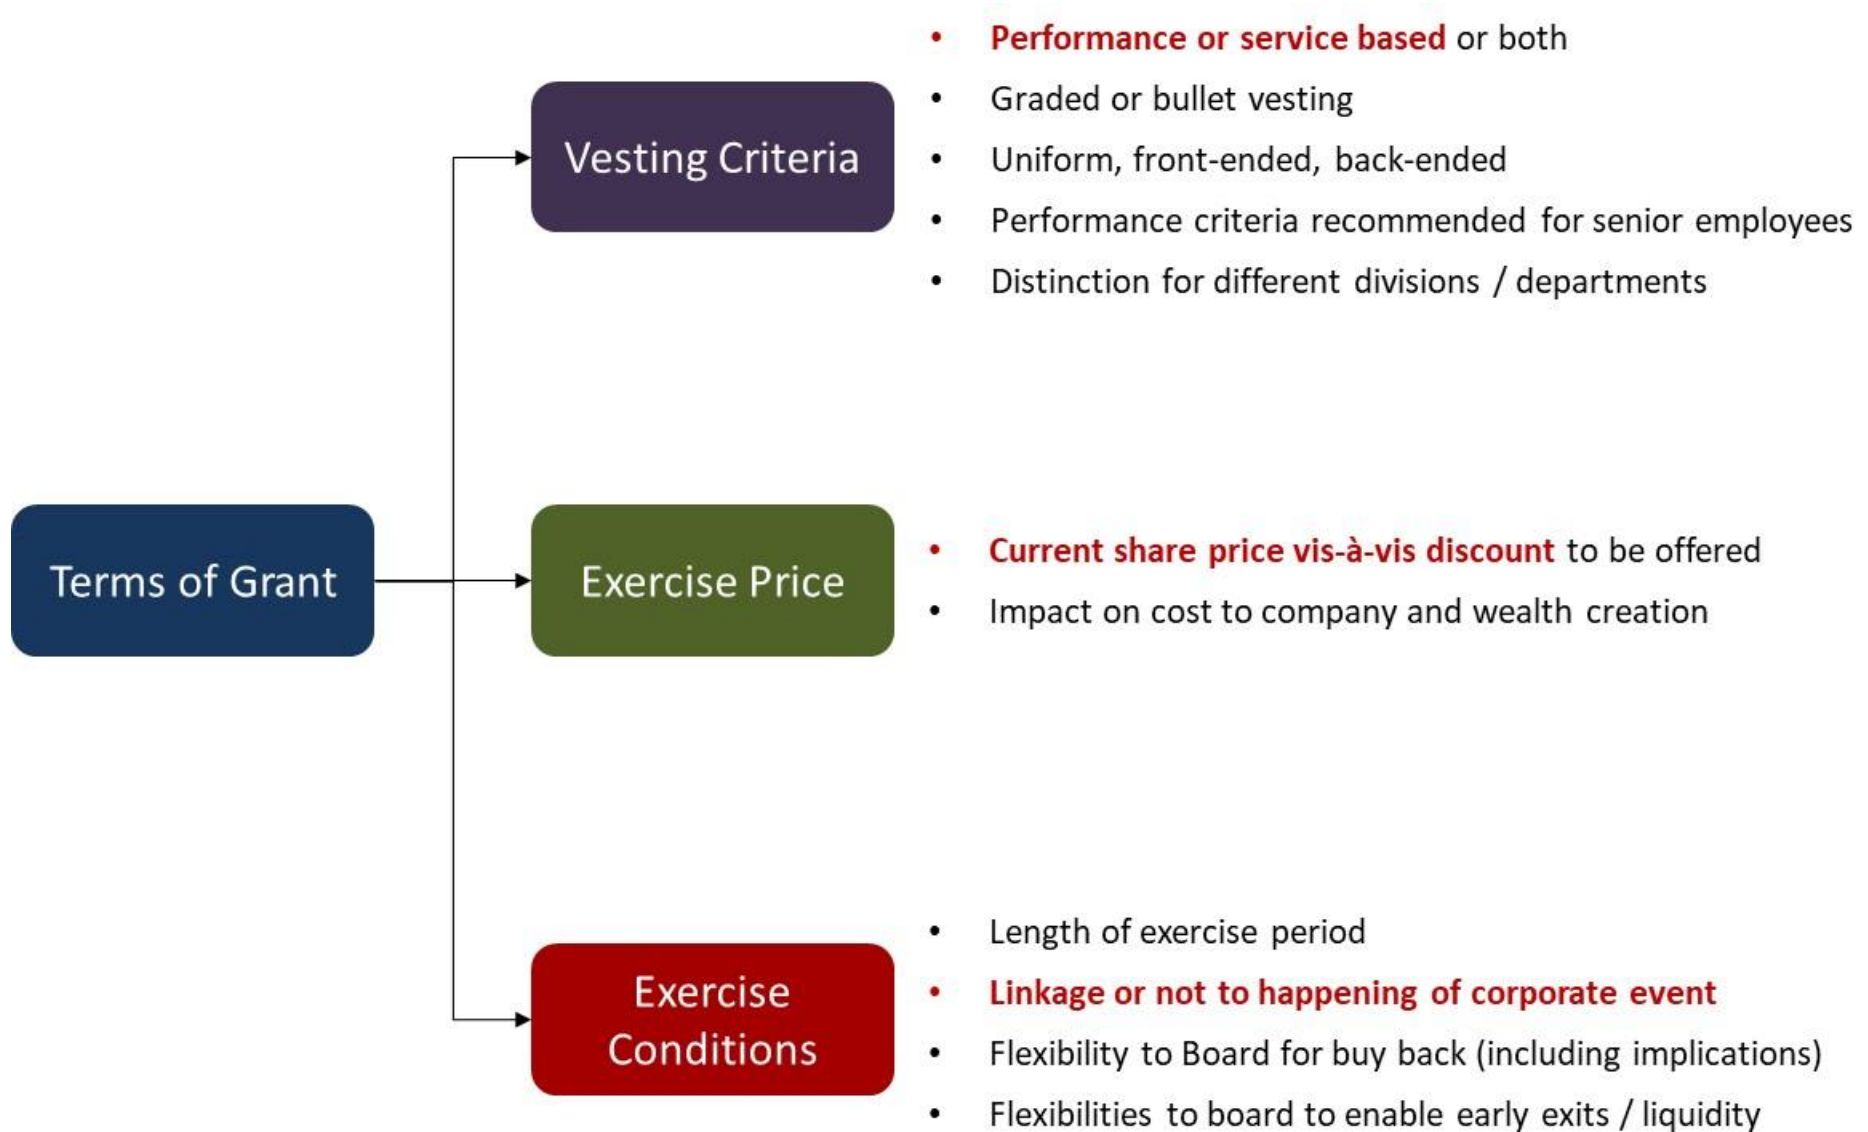 Terms of Grant
Vesting Criteria
• Performance or service based or both
• Graded or bullet vesting
• Uniform, front-ended, back-ended
• Performance criteria recommended for senior employees
• Distinction for different divisions / departments
Exercise Price
• Current share price vis-à-vis discount to be offered
• Impact on cost to company and wealth creation
Exercise
Conditions
• Length of exercise period
• Linkage or not to happening of corporate event
• Flexibility to Board for buy back (including implications)
• Flexibilities to board to enable early exits / liquidity